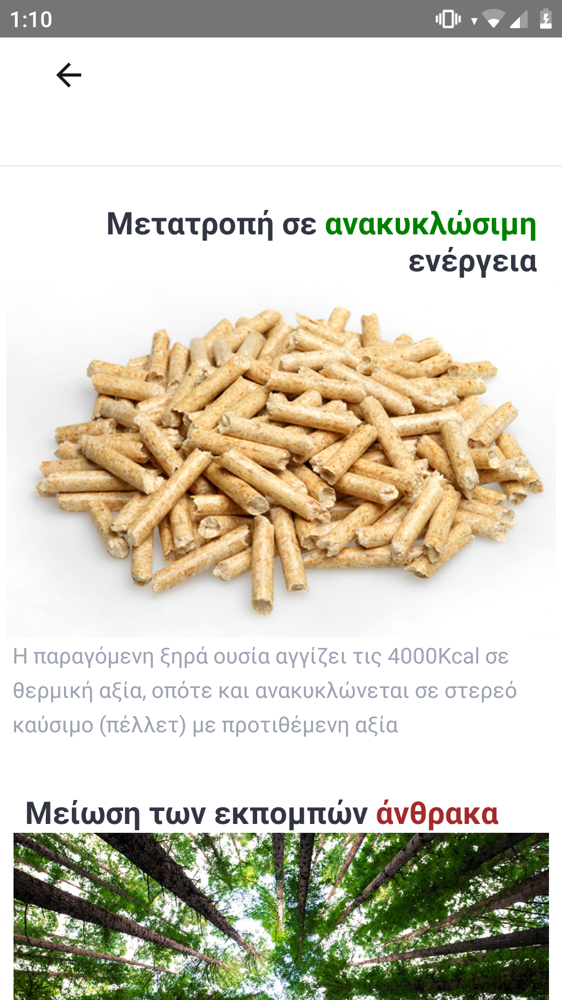 1:10
Μετατροπή σε ανακυκλώσιμη
ενέργεια
Η παραγόμενη ξηρά ουσία αγγίζει τις 4000Kcal σε
θερμική αξία, οπότε και ανακυκλώνεται σε στερεό
καύσιμο (πέλλετ) με προτιθέμενη αξία
Μείωση των εκπομπών άνθρακα